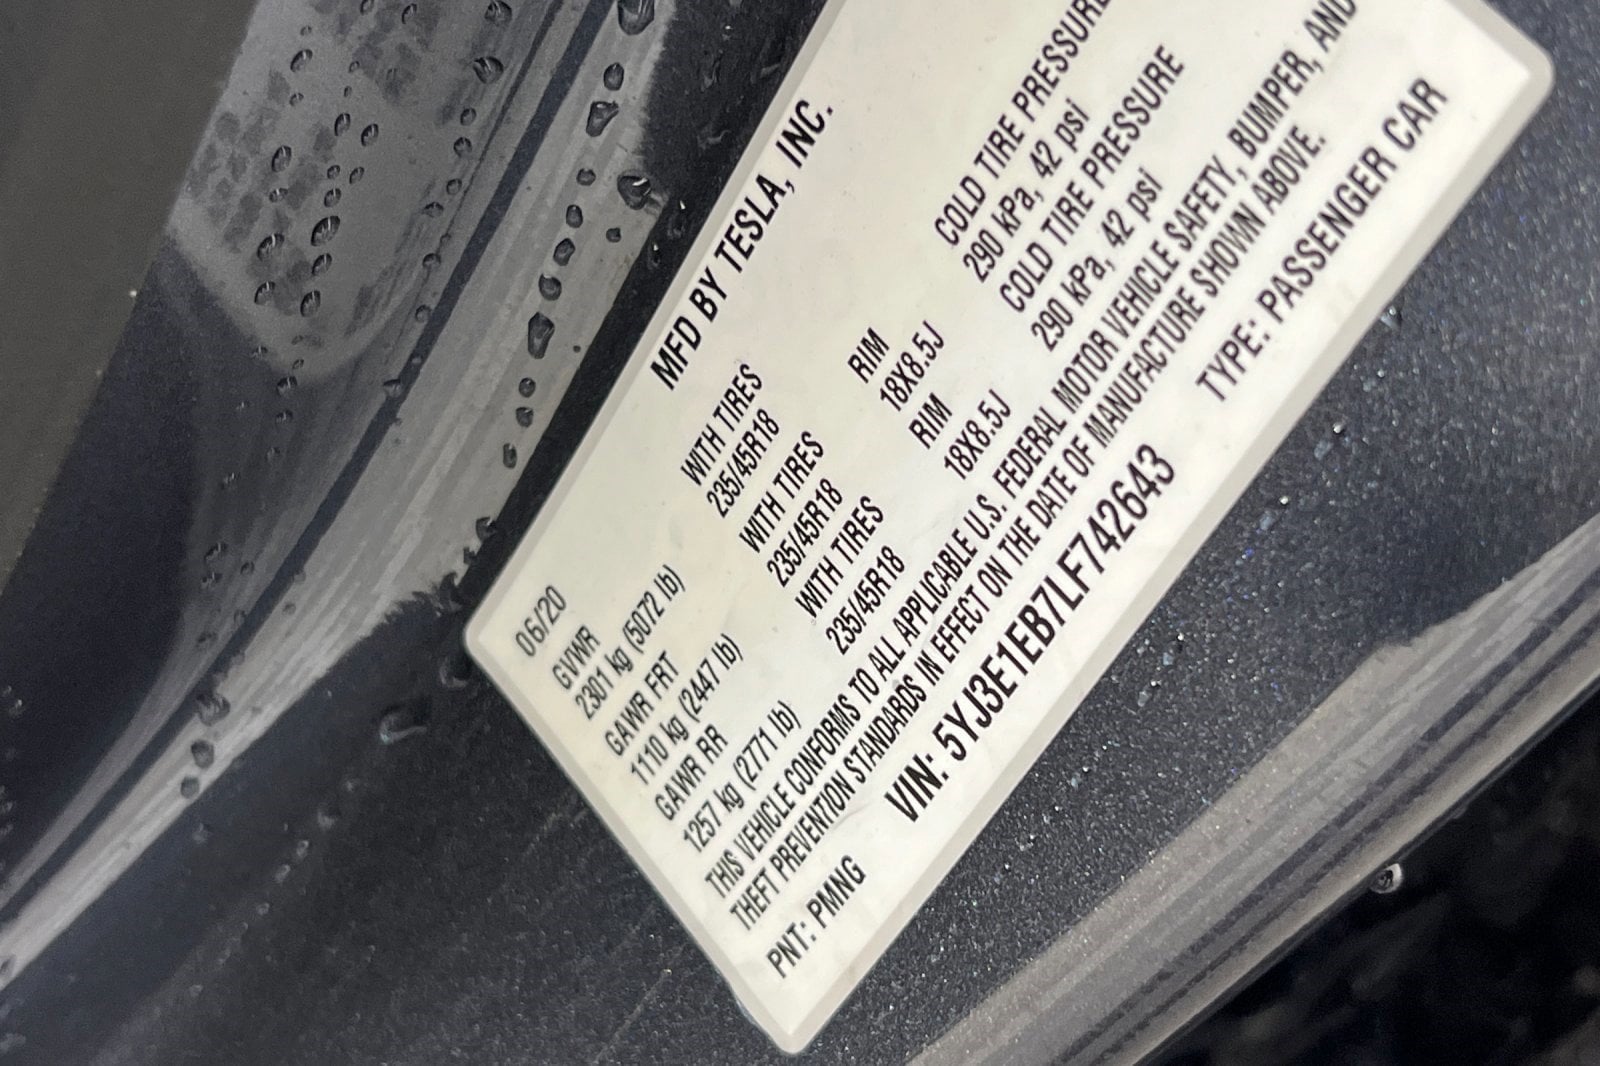 MFD BY TESLA, INC.
06/20
GVWR
2301 kg (5072 lb)
GAWR FRT WITH TIRES RIM COLD TIRE PRESSURE
1110 kg (2447 lb) 235/45R18 18X8.5J 290 kPa, 42 psi
GAWR RR WITH TIRES RIM COLD TIRE PRESSURE
1257 kg (2771 lb) 235/45R18 18X8.5J 290 kPa, 42 psi
WITH TIRES
235/45R18
THIS VEHICLE CONFORMS TO ALL APPLICABLE U.S. FEDERAL MOTOR VEHICLE SAFETY, BUMPER, AND
THEFT PREVENTION STANDARDS IN EFFECT ON THE DATE OF MANUFACTURE SHOWN ABOVE.
VIN: 5YJ3E1EB7LF742643 TYPE: PASSENGER CAR
PNT: PMNG